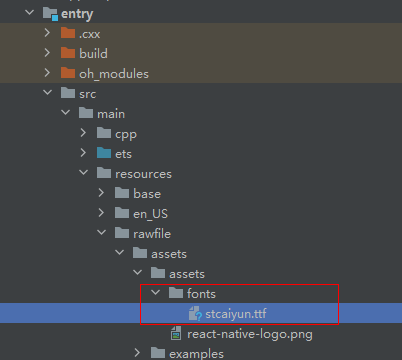 entry
.cxx
build
oh_modules
src
main
cpp
ets
resources
base
en_US
rawfile
assets
assets
fonts
stcaiyun.ttf
react-native-logo.png
examples